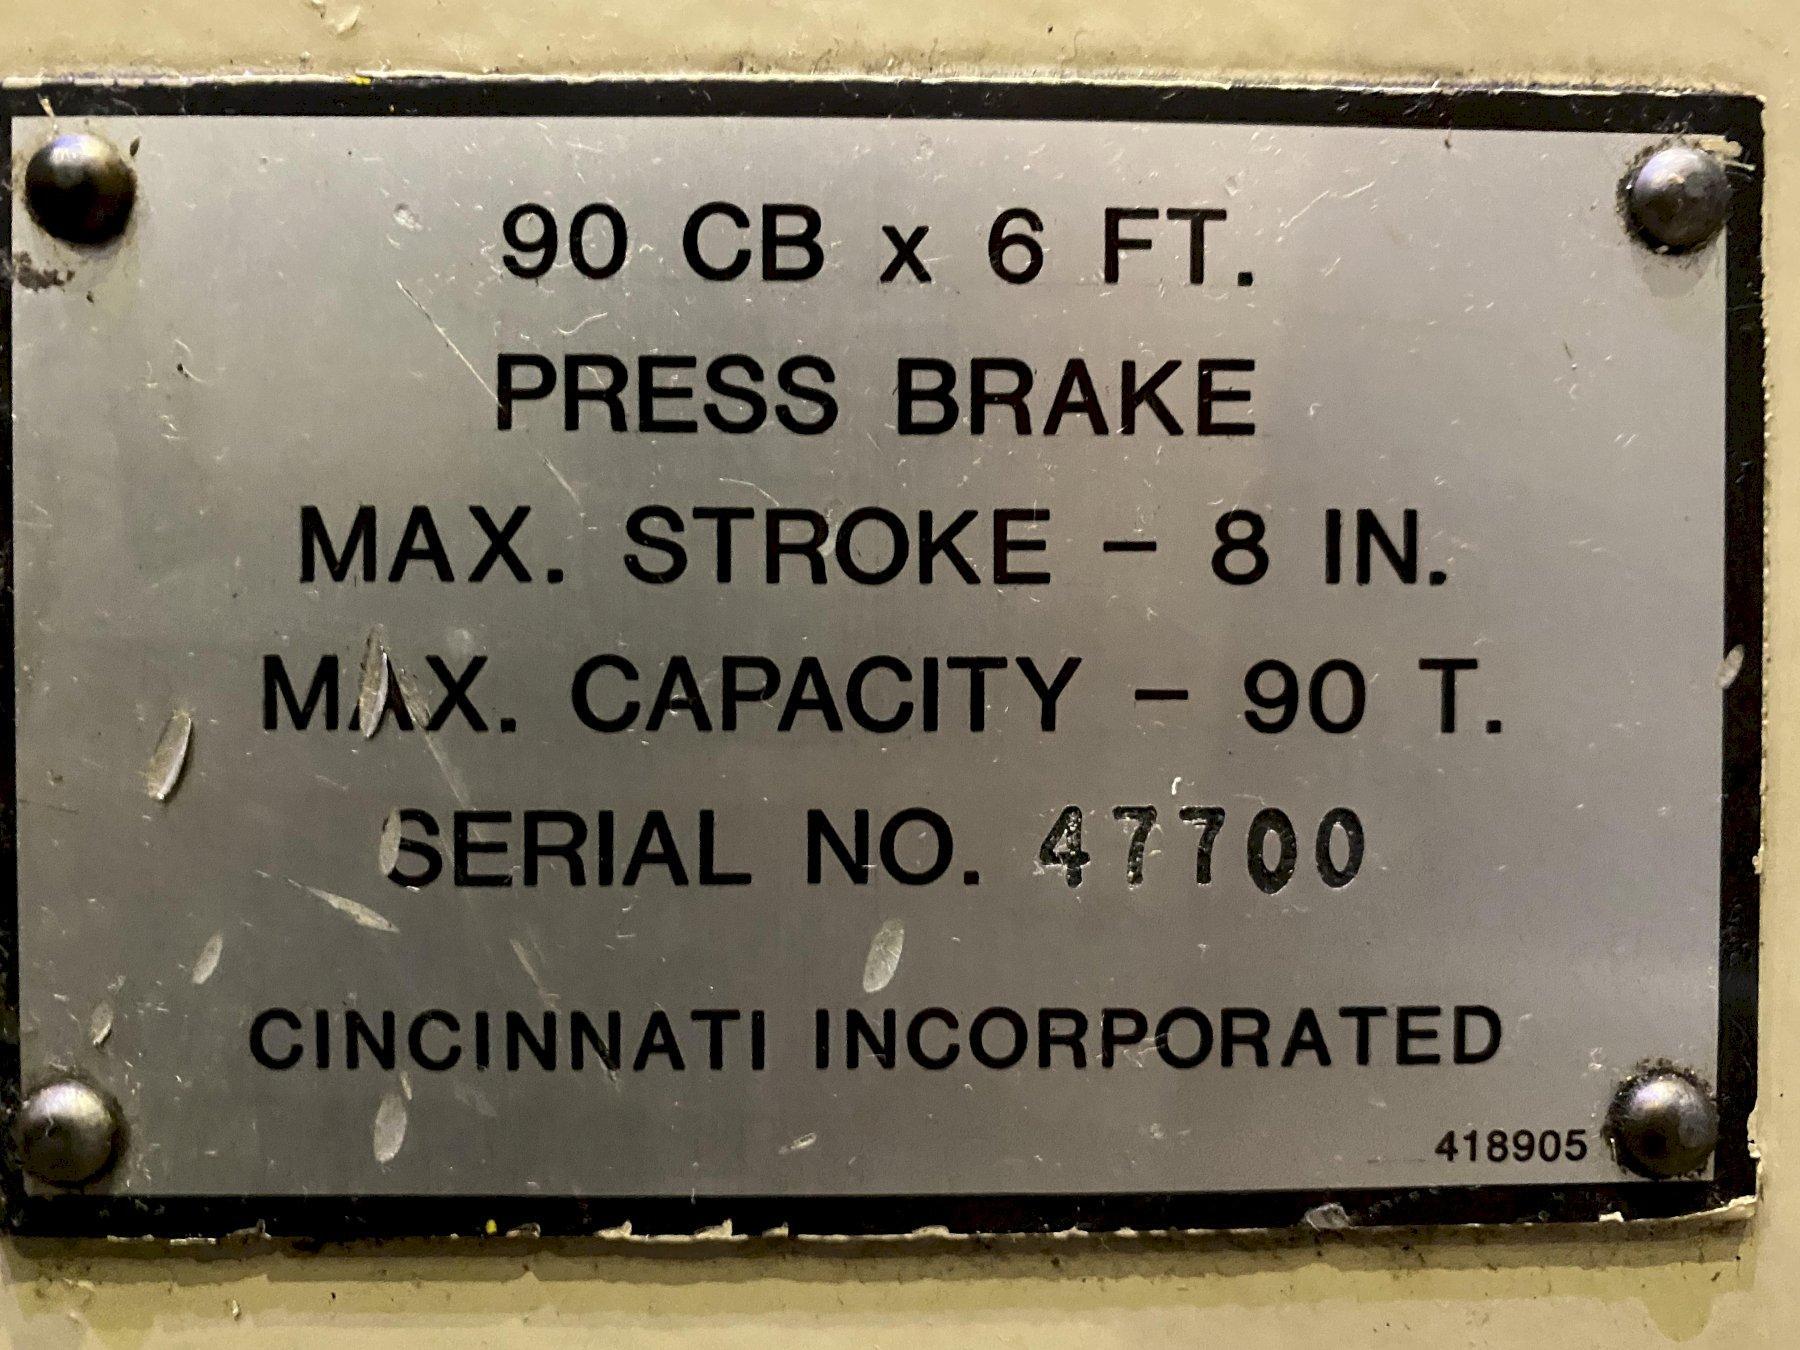 90 CB x 6 FT.
PRESS BRAKE
MAX. STROKE – 8 IN.
MAX. CAPACITY – 90 T.
SERIAL NO. 47700
CINCINNATI INCORPORATED
418905